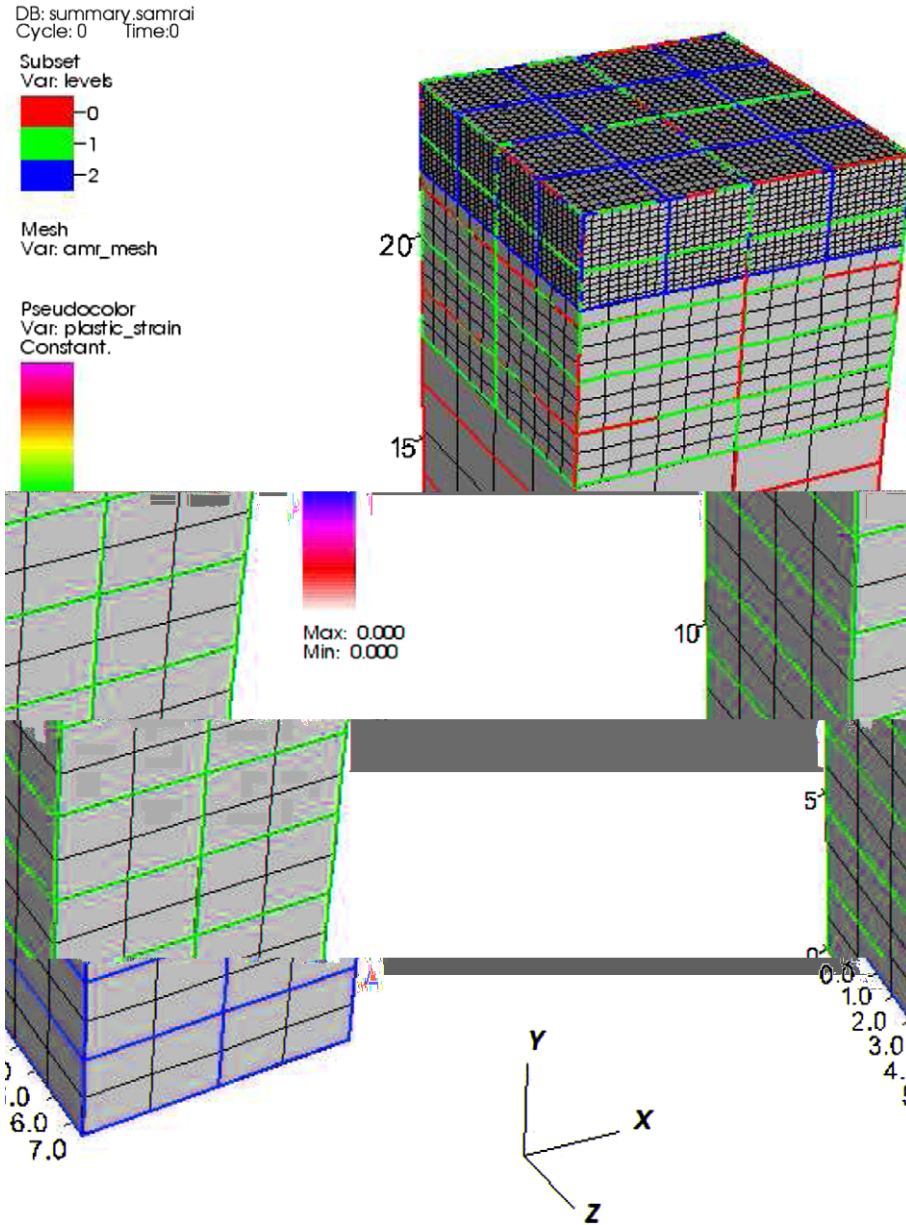 DB: summary.samrai
Cycle: 0 Time:0
Subset
Var: levels
0
1
2
Mesh
Var: amr_mesh
Pseudocolor
Var: plastic_strain
Constant.
Max: 0.000
Min: 0.000
20
15
10
5
0.0
1.0
2.0
3.0
4.
.0
6.0
7.0
Y
X
Z